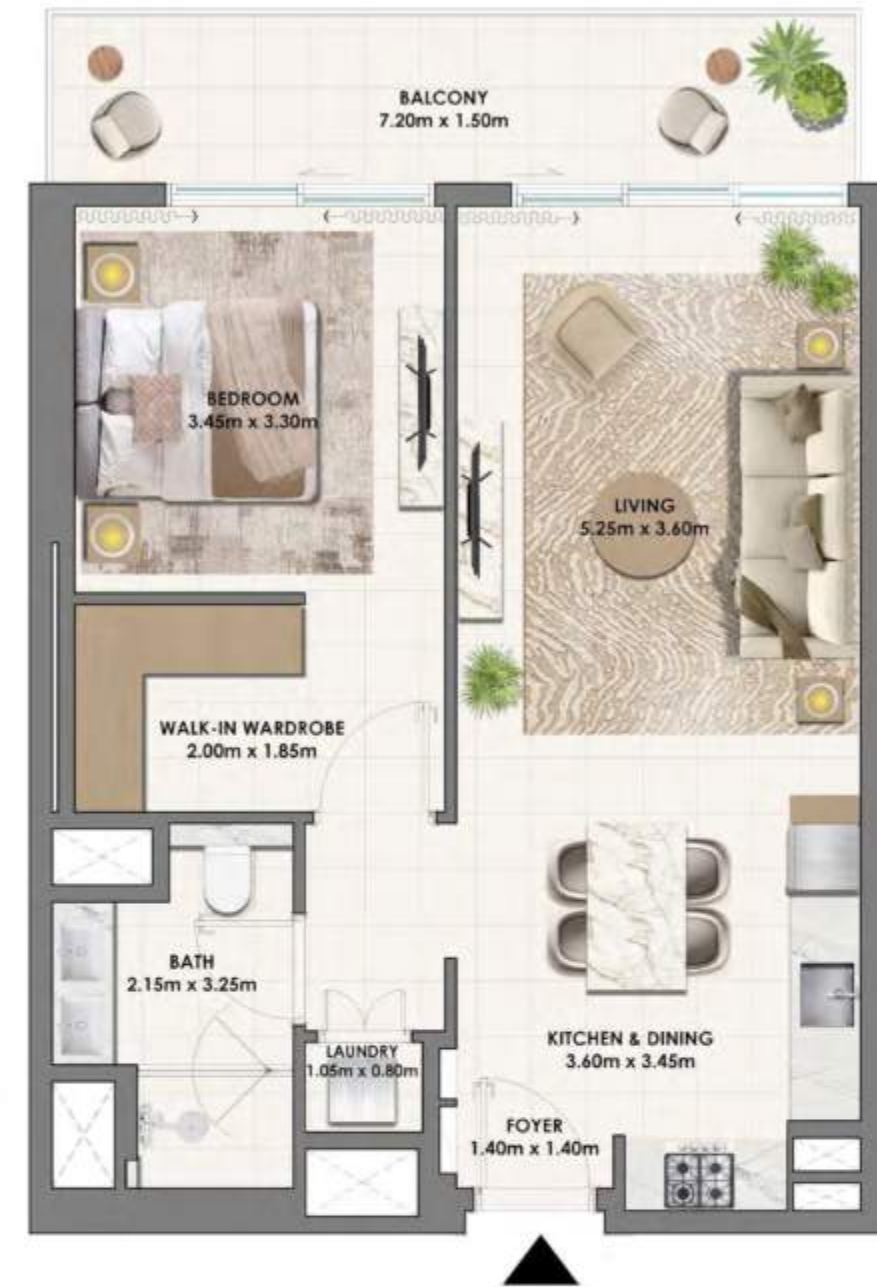 BALCONY
7.20m x 1.50m
BEDROOM
3.45m x 3.30m
LIVING
5.25m x 3.60m
WALK-IN WARDROBE
2.00m x 1.85m
BATH
2.15m x 3.25m
KITCHEN & DINING
3.60m x 3.45m
LAUNDRY
1.05m x 0.80m
FOYER
1.40m x 1.40m